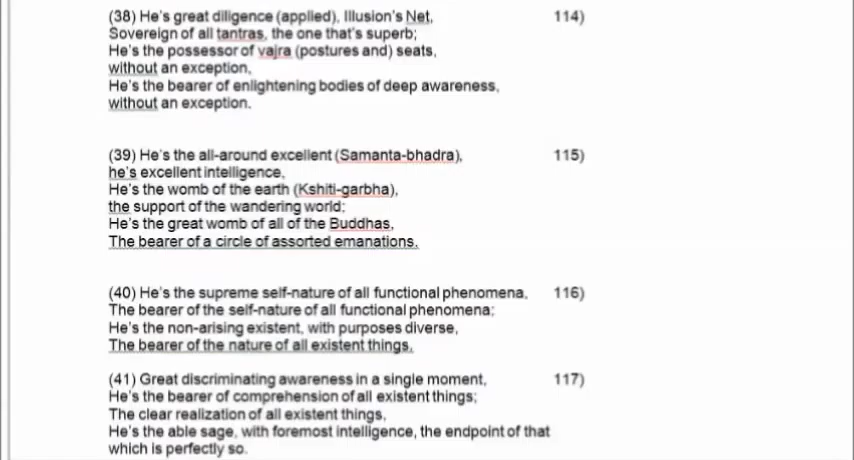 (38) He's great diligence (applied), Illusion's Net, 114)
Sovereign of all tantras, the one that's superb;
He's the possessor of vajra (postures and) seats,
without an exception,
He's the bearer of enlightening bodies of deep awareness,
without an exception.
(39) He's the all-around excellent (Samanta-bhadra), 115)
he's excellent intelligence,
He's the womb of the earth (Kshiti-garbha),
the support of the wandering world;
He's the great womb of all of the Buddhas,
The bearer of a circle of assorted emanations.
(40) He's the supreme self-nature of all functional phenomena, 116)
The bearer of the self-nature of all functional phenomena;
He's the non-arising existent, with purposes diverse,
The bearer of the nature of all existent things.
(41) Great discriminating awareness in a single moment, 117)
He's the bearer of comprehension of all existent things;
The clear realization of all existent things,
He's the able sage, with foremost intelligence, the endpoint of that
which is perfectly so.